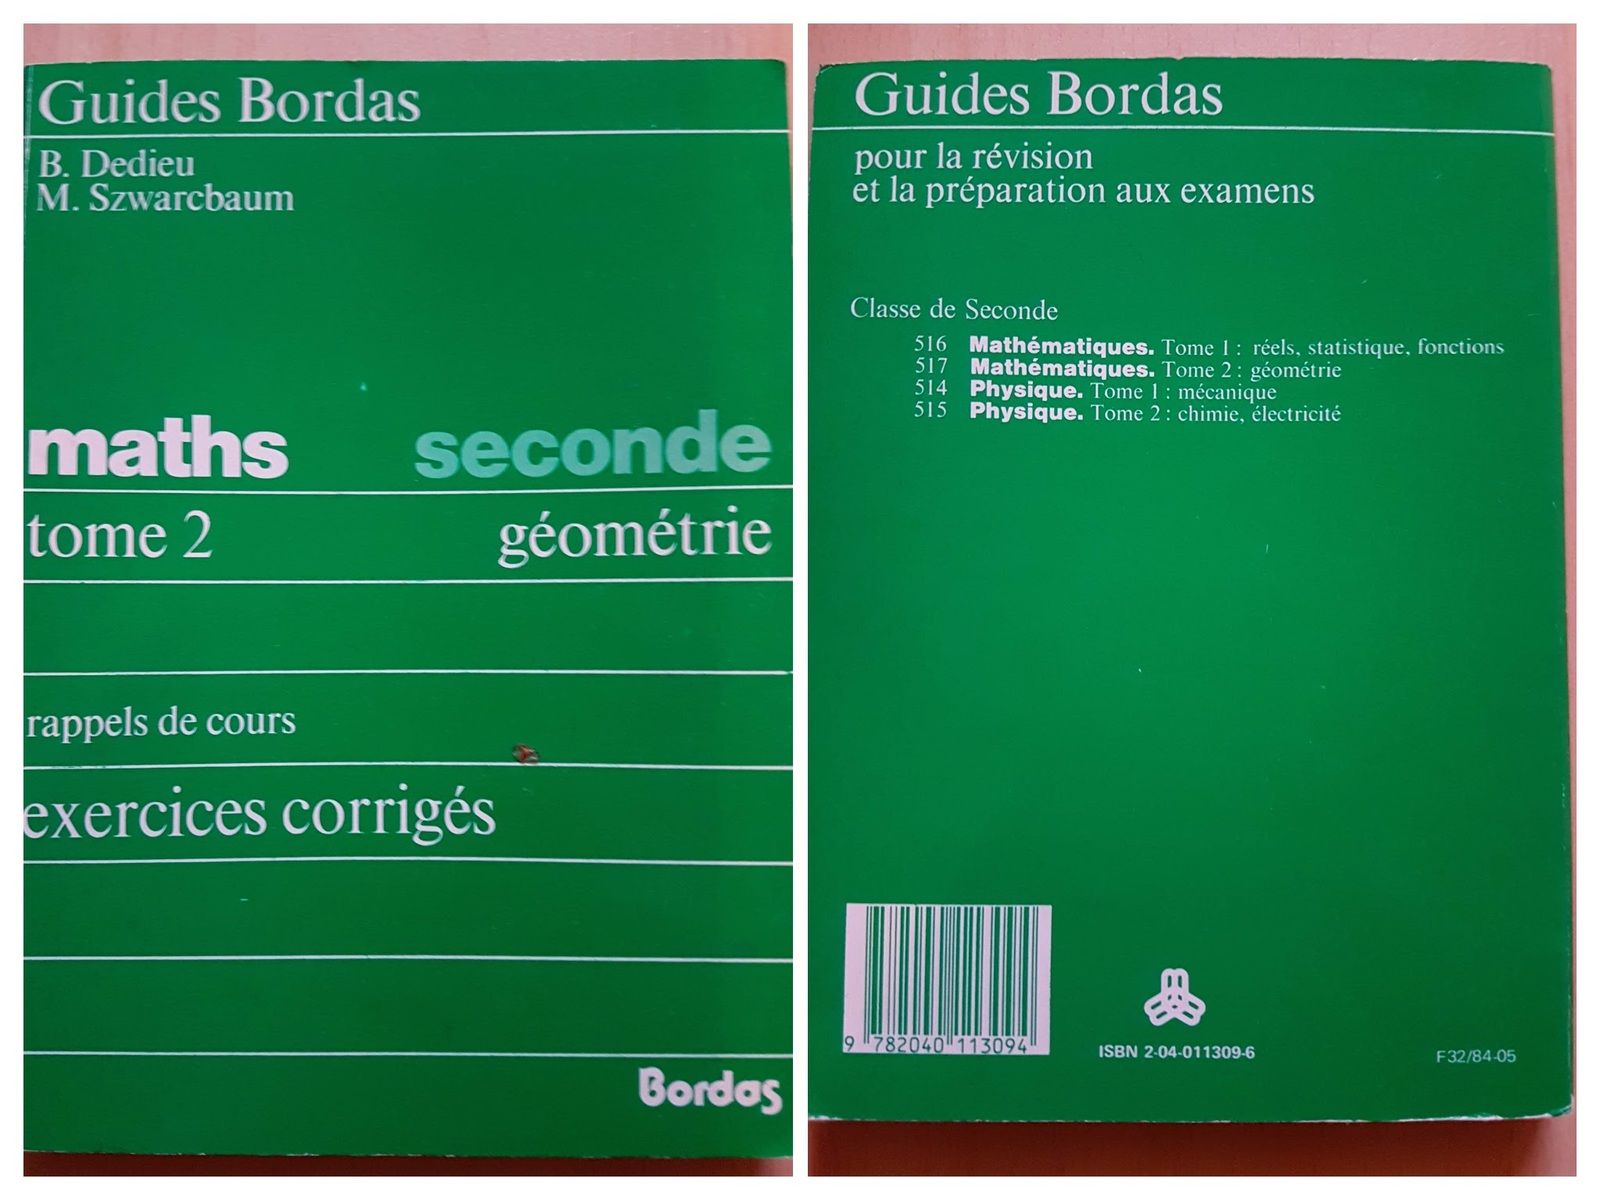 Guides Bordas
B. Dedieu
M. Szwarcbaum
maths seconde
tome 2 géométrie
rappels de cours
exercices corrigés
Bordas
Guides Bordas
pour la révision
et la préparation aux examens
Classe de Seconde
516 Mathématiques. Tome 1 : réels, statistique, fonctions
517 Mathématiques. Tome 2 : géométrie
514 Physique. Tome 1 : mécanique
515 Physique. Tome 2 : chimie, électricité
9 782040 113094
ISBN 2-04-011309-6
F32/84-05